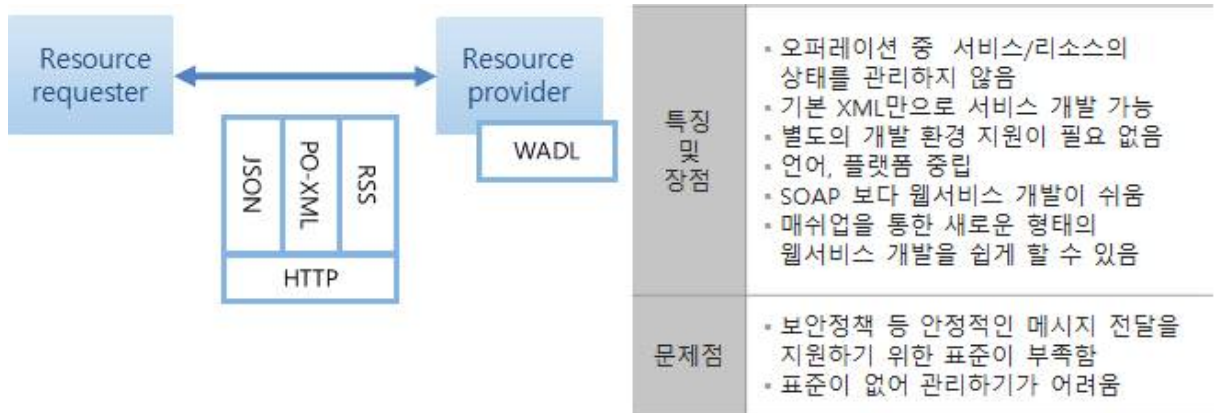 Resource
requester
Resource
provider
WADL
JSON
PO-XML
RSS
HTTP
특징
및
장점
▪ 오퍼레이션 중 서비스/리소스의
상태를 관리하지 않음
▪ 기본 XML만으로 서비스 개발 가능
▪ 별도의 개발 환경 지원이 필요 없음
▪ 언어, 플랫폼 중립
▪ SOAP 보다 웹서비스 개발이 쉬움
▪ 매쉬업을 통한 새로운 형태의
웹서비스 개발을 쉽게 할 수 있음
문제점
▪ 보안정책 등 안정적인 메시지 전달을
지원하기 위한 표준이 부족함
▪ 표준이 없어 관리하기가 어려움